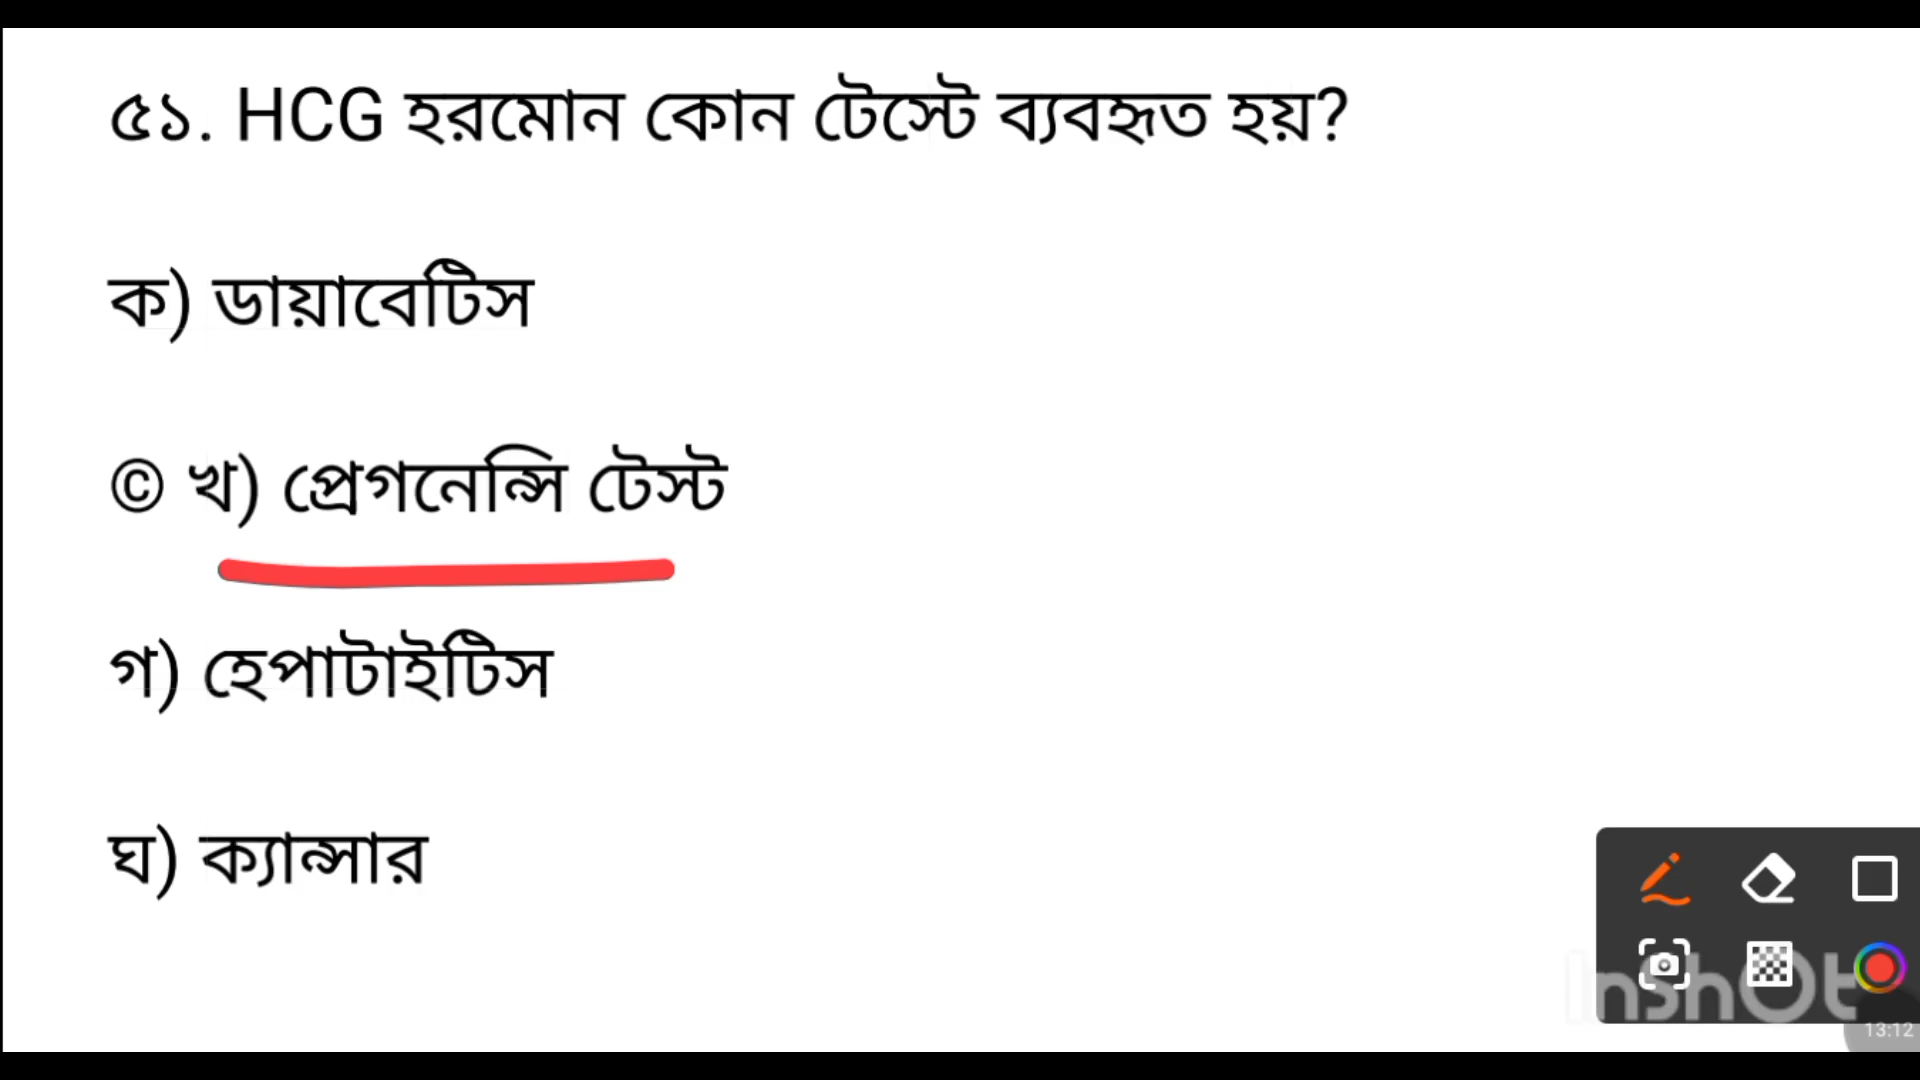 ৫১. HCG হরমোন কোন টেস্টে ব্যবহৃত হয়?
ক) ডায়াবেটিস
© খ) প্রেগনেন্সি টেস্ট
গ) হেপাটাইটিস
ঘ) ক্যান্সার
InshOt
13:12